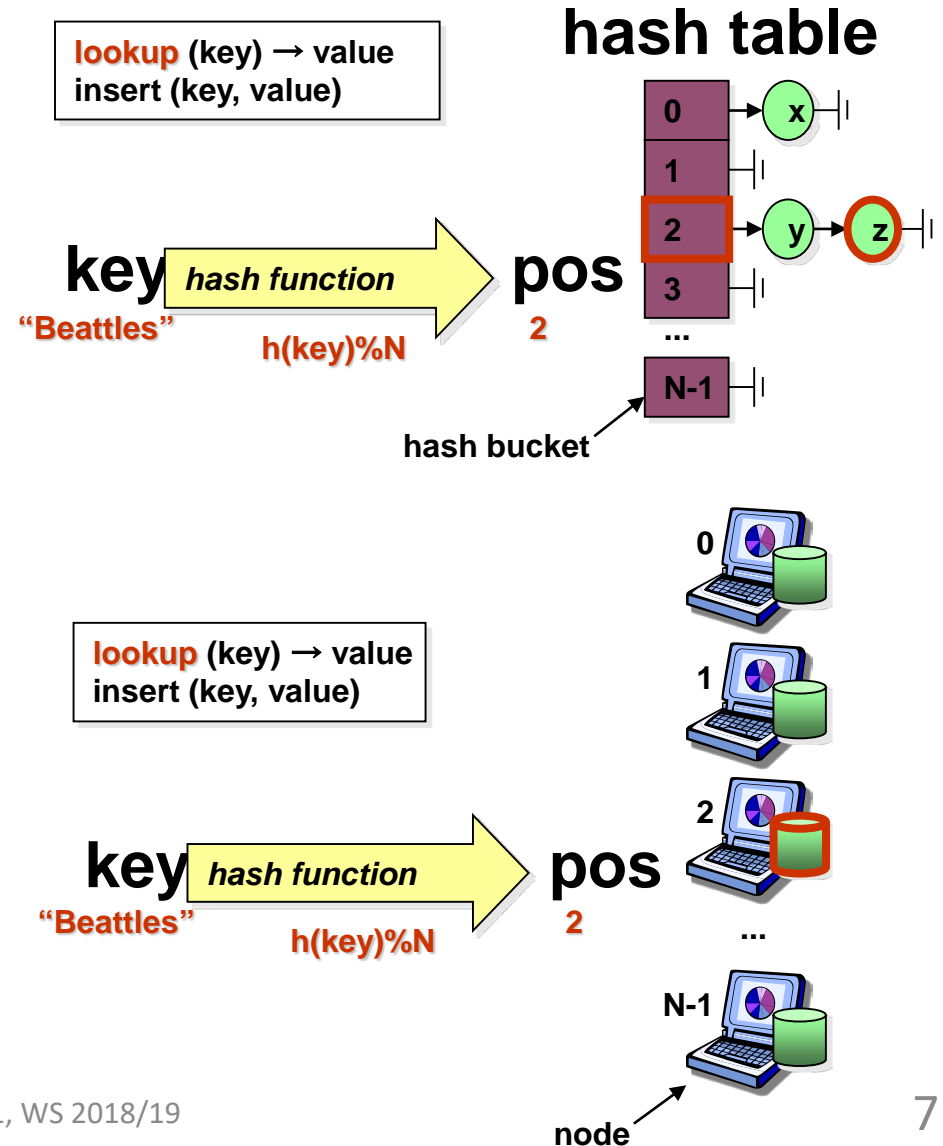 hash table
lookup (key) → value
insert (key, value)
0
x
1
2
y
z
3
...
N-1
key
hash function
pos
“Beattles”
h(key)%N
2
hash bucket
0
lookup (key) → value
insert (key, value)
1
2
key
hash function
pos
“Beattles”
h(key)%N
2
...
N-1
, WS 2018/19
node
7